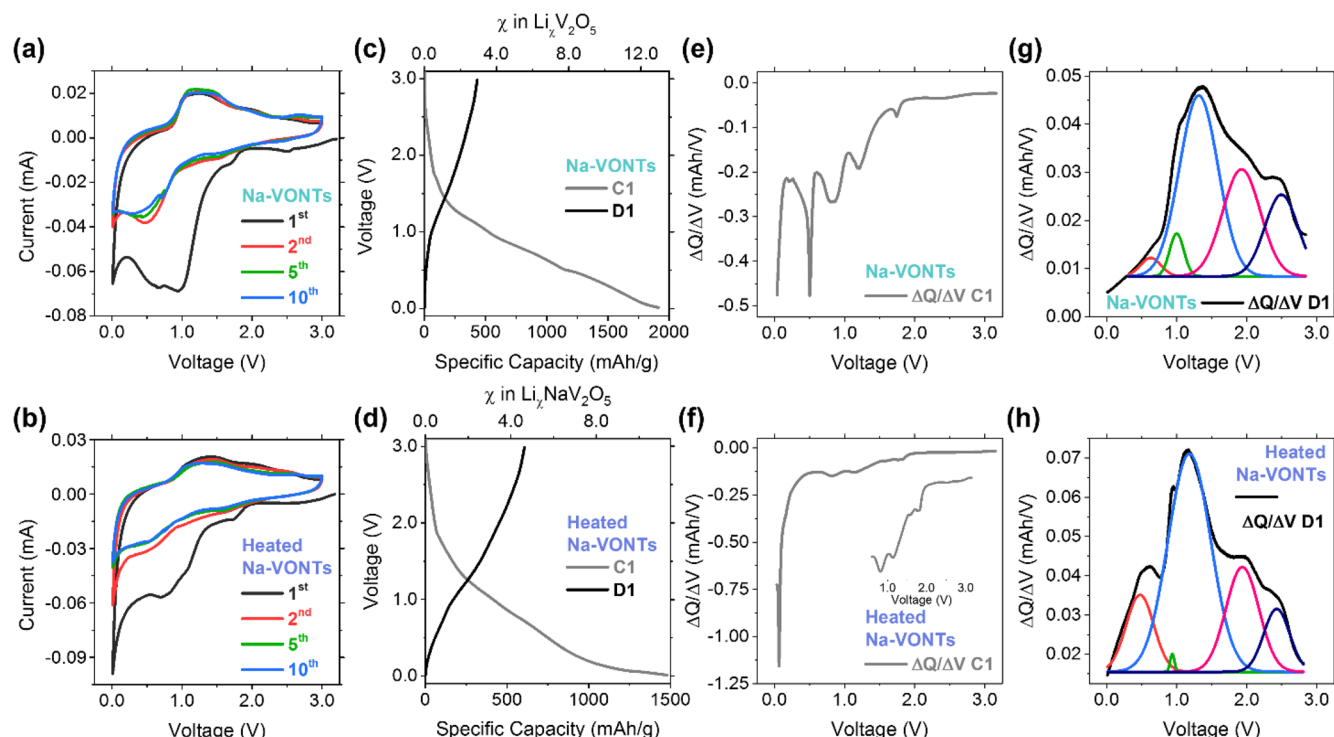 (a)
0.02
0.00
-0.02
-0.04
-0.06
-0.08
Current (mA)
Na-VONTs
1st
2nd
5th
10th
0.0 1.0 2.0 3.0
Voltage (V)
(c)
χ in LiχV2O5
0.0 4.0 8.0 12.0
3.0
2.0
1.0
0.0
Voltage (V)
Na-VONTs
C1
D1
0 500 1000 1500 2000
Specific Capacity (mAh/g)
(e)
0.0
-0.1
-0.2
-0.3
-0.4
-0.5
ΔQ/ΔV (mAh/V)
Na-VONTs
ΔQ/ΔV C1
0.0 1.0 2.0 3.0
Voltage (V)
(g)
0.05
0.04
0.03
0.02
0.01
0.00
ΔQ/ΔV (mAh/V)
Na-VONTs ΔQ/ΔV D1
0.0 1.0 2.0 3.0
Voltage (V)
(b)
0.03
0.00
-0.03
-0.06
-0.09
Current (mA)
Heated
Na-VONTs
1st
2nd
5th
10th
0.0 1.0 2.0 3.0
Voltage (V)
(d)
χ in LiχNaV2O5
0.0 3.0 6.0 9.0
3.0
2.0
1.0
0.0
Voltage (V)
Heated
Na-VONTs
C1
D1
0 500 1000 1500
Specific Capacity (mAh/g)
(f)
0.00
-0.25
-0.50
-0.75
-1.00
-1.25
ΔQ/ΔV (mAh/V)
1.0 2.0 3.0
Voltage (V)
Heated
Na-VONTs
ΔQ/ΔV C1
0.0 1.0 2.0 3.0
Voltage (V)
(h)
0.07
0.06
0.05
0.04
0.03
0.02
ΔQ/ΔV (mAh/V)
Heated
Na-VONTs
ΔQ/ΔV D1
0.0 1.0 2.0 3.0
Voltage (V)